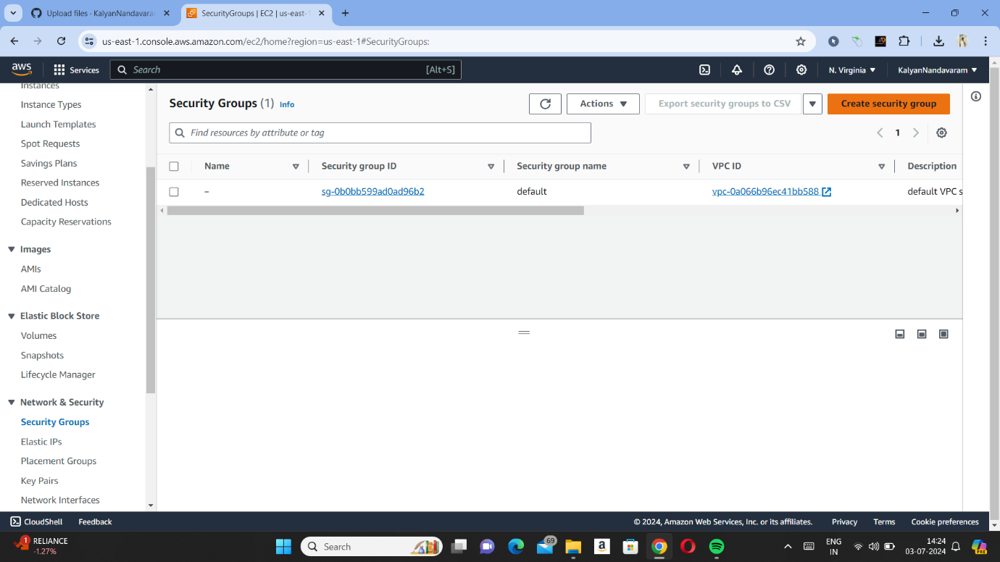 Upload files · KalyanNandavara
SecurityGroups | EC2 | us-east-1
us-east-1.console.aws.amazon.com/ec2/home?region=us-east-1#SecurityGroups:
aws
Services
Search
[Alt+S]
N. Virginia
KalyanNandavaram
Instances
Instance Types
Launch Templates
Spot Requests
Savings Plans
Reserved Instances
Dedicated Hosts
Capacity Reservations
Images
AMIs
AMI Catalog
Elastic Block Store
Volumes
Snapshots
Lifecycle Manager
Network & Security
Security Groups
Elastic IPs
Placement Groups
Key Pairs
Network Interfaces
Security Groups (1) Info
Actions
Export security groups to CSV
Create security group
Find resources by attribute or tag
1
Name
Security group ID
Security group name
VPC ID
Description
–
sg-0b0bb599ad0ad96b2
default
vpc-0a066b96ec41bb588
default VPC s
CloudShell
Feedback
© 2024, Amazon Web Services, Inc. or its affiliates.
Privacy
Terms
Cookie preferences
1
RELIANCE
-1.27%
Search
69
a
ENG
IN
14:24
03-07-2024
PRE